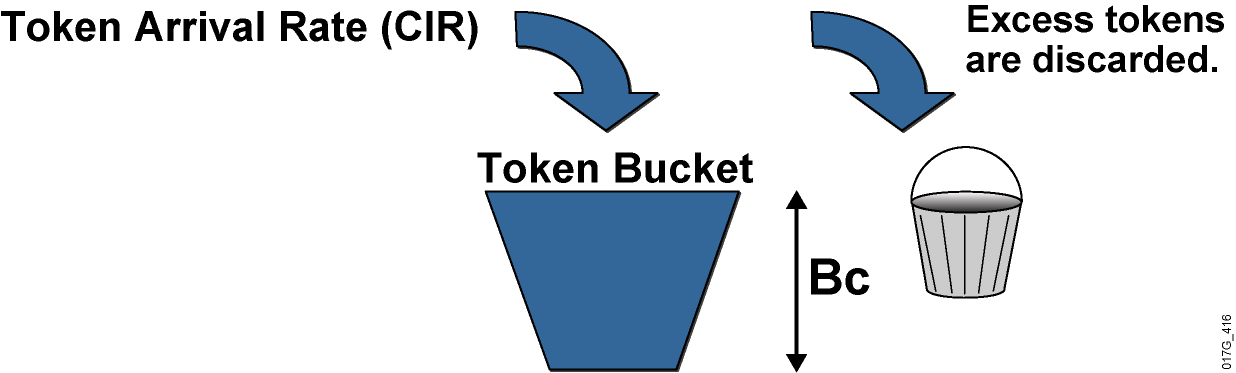 Token Arrival Rate (CIR)
Excess tokens
are discarded.
Token Bucket
Bc
017G_416